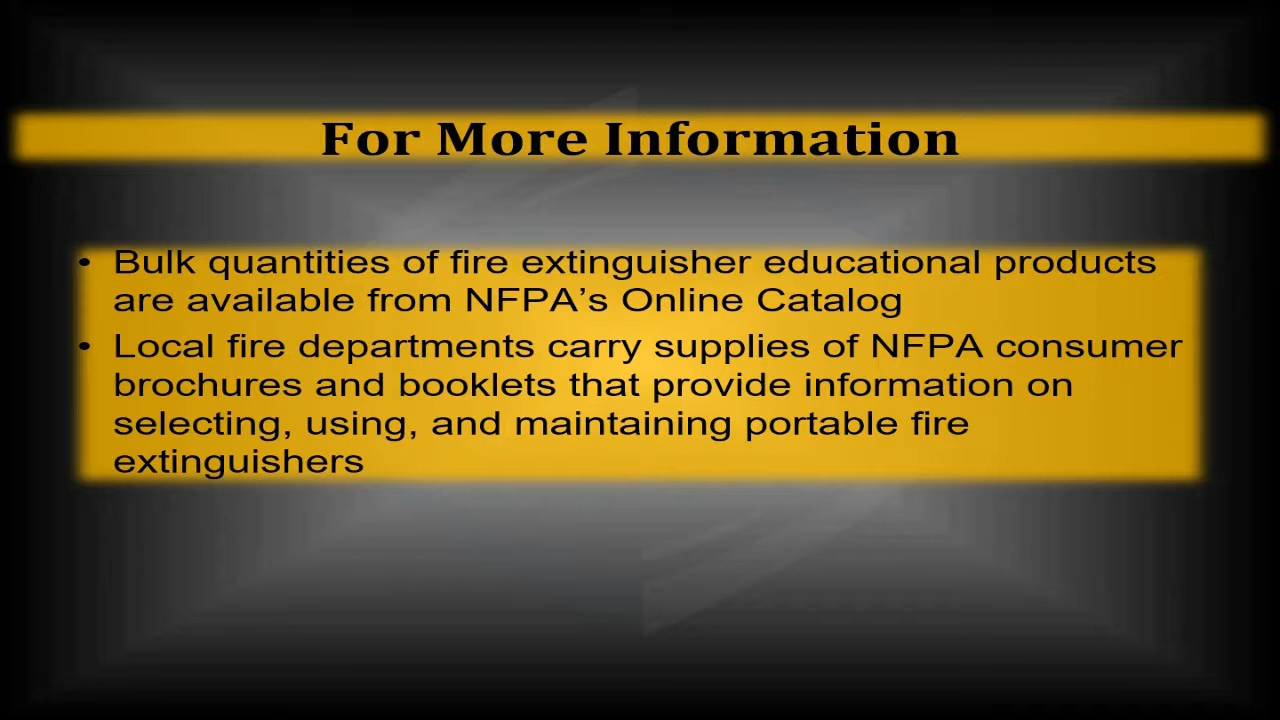 For More Information
• Bulk quantities of fire extinguisher educational products
are available from NFPA’s Online Catalog
• Local fire departments carry supplies of NFPA consumer
brochures and booklets that provide information on
selecting, using, and maintaining portable fire
extinguishers